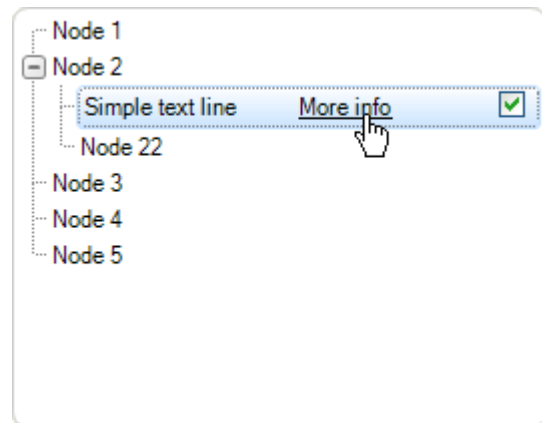 Node 1
Node 2
Simple text line More info
Node 22
Node 3
Node 4
Node 5